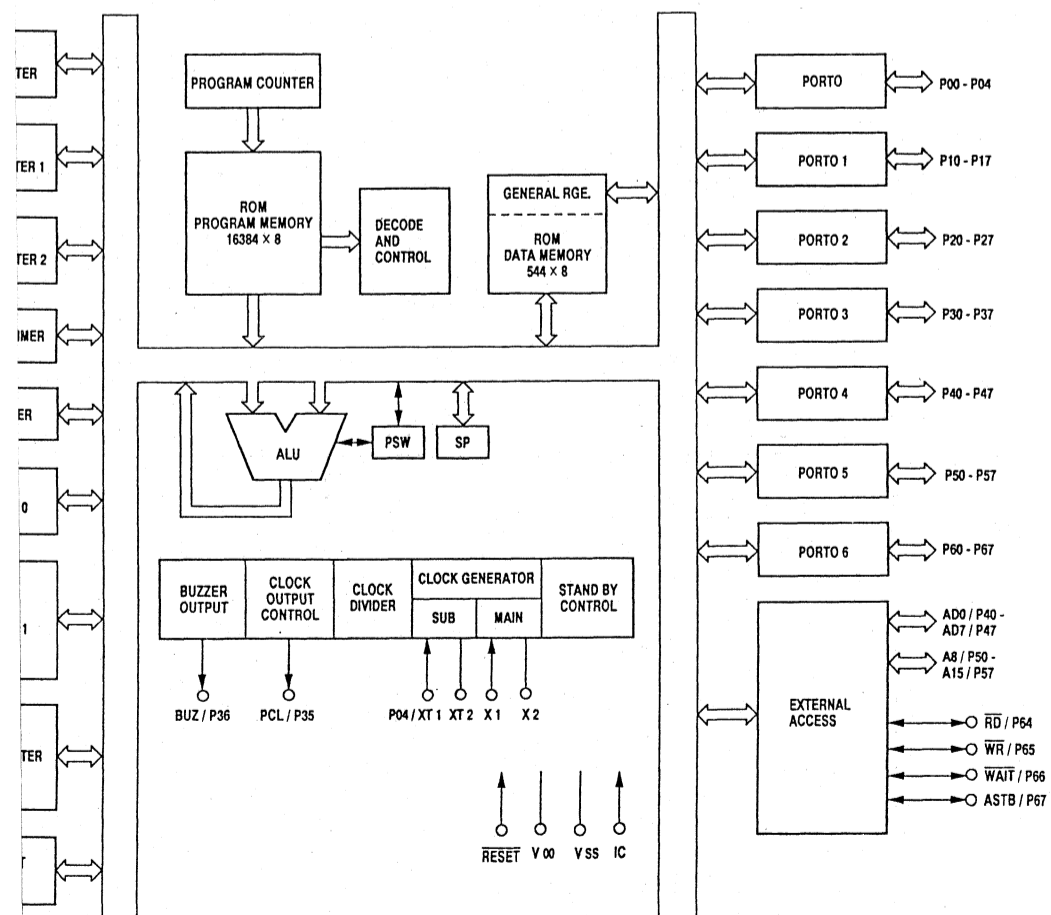 TER
TER 1
TER 2
IMER
ER
0
1
TER
T
PROGRAM COUNTER
ROM
PROGRAM MEMORY
16384 × 8
DECODE
AND
CONTROL
GENERAL RGE.
ROM
DATA MEMORY
544 × 8
ALU
PSW
SP
BUZZER
OUTPUT
CLOCK
OUTPUT
CONTROL
CLOCK
DIVIDER
CLOCK GENERATOR
SUB
MAIN
STAND BY
CONTROL
BUZ / P36
PCL / P35
P04 / XT 1
XT 2
X 1
X 2
RESET
V00
VSS
IC
PORTO
P00 - P04
PORTO 1
P10 - P17
PORTO 2
P20 - P27
PORTO 3
P30 - P37
PORTO 4
P40 - P47
PORTO 5
P50 - P57
PORTO 6
P60 - P67
EXTERNAL
ACCESS
AD0 / P40 -
AD7 / P47
A8 / P50 -
A15 / P57
RD / P64
WR / P65
WAIT / P66
ASTB / P67